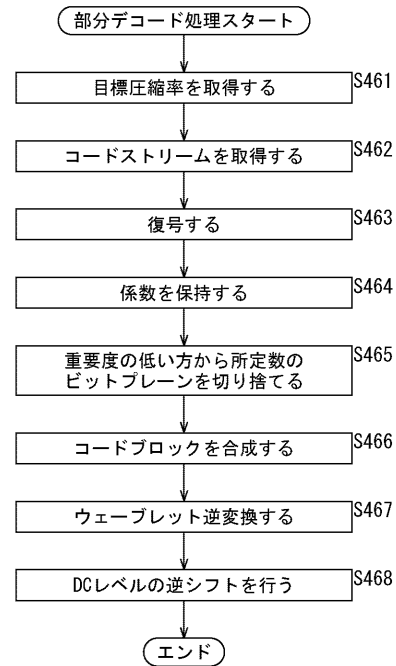 部分デコード処理スタート
目標圧縮率を取得する S461
コードストリームを取得する S462
復号する S463
係数を保持する S464
重要度の低い方から所定数の S465
ビットプレーンを切り捨てる
コードブロックを合成する S466
ウェーブレット逆変換する S467
DCレベルの逆シフトを行う S468
エンド